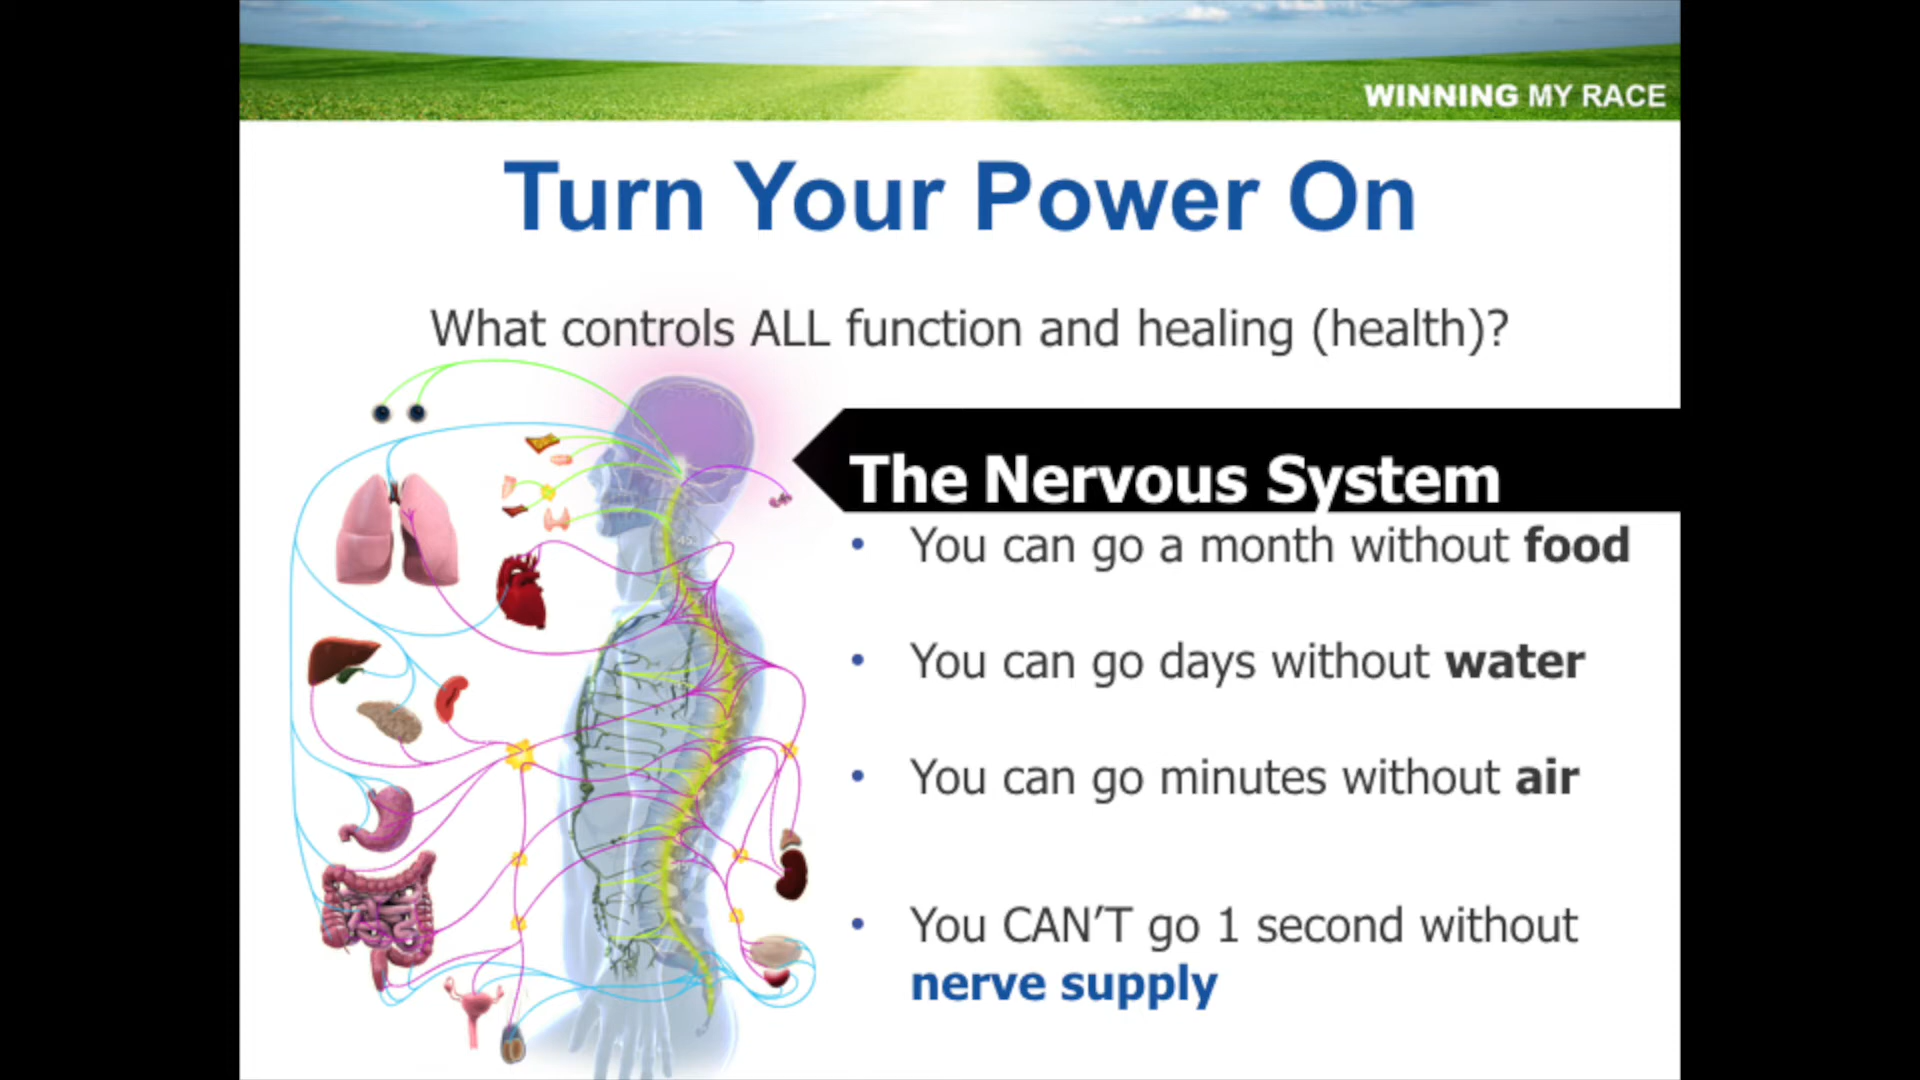 WINNING MY RACE
Turn Your Power On
What controls ALL function and healing (health)?
The Nervous System
• You can go a month without food
• You can go days without water
• You can go minutes without air
• You CAN’T go 1 second without
nerve supply